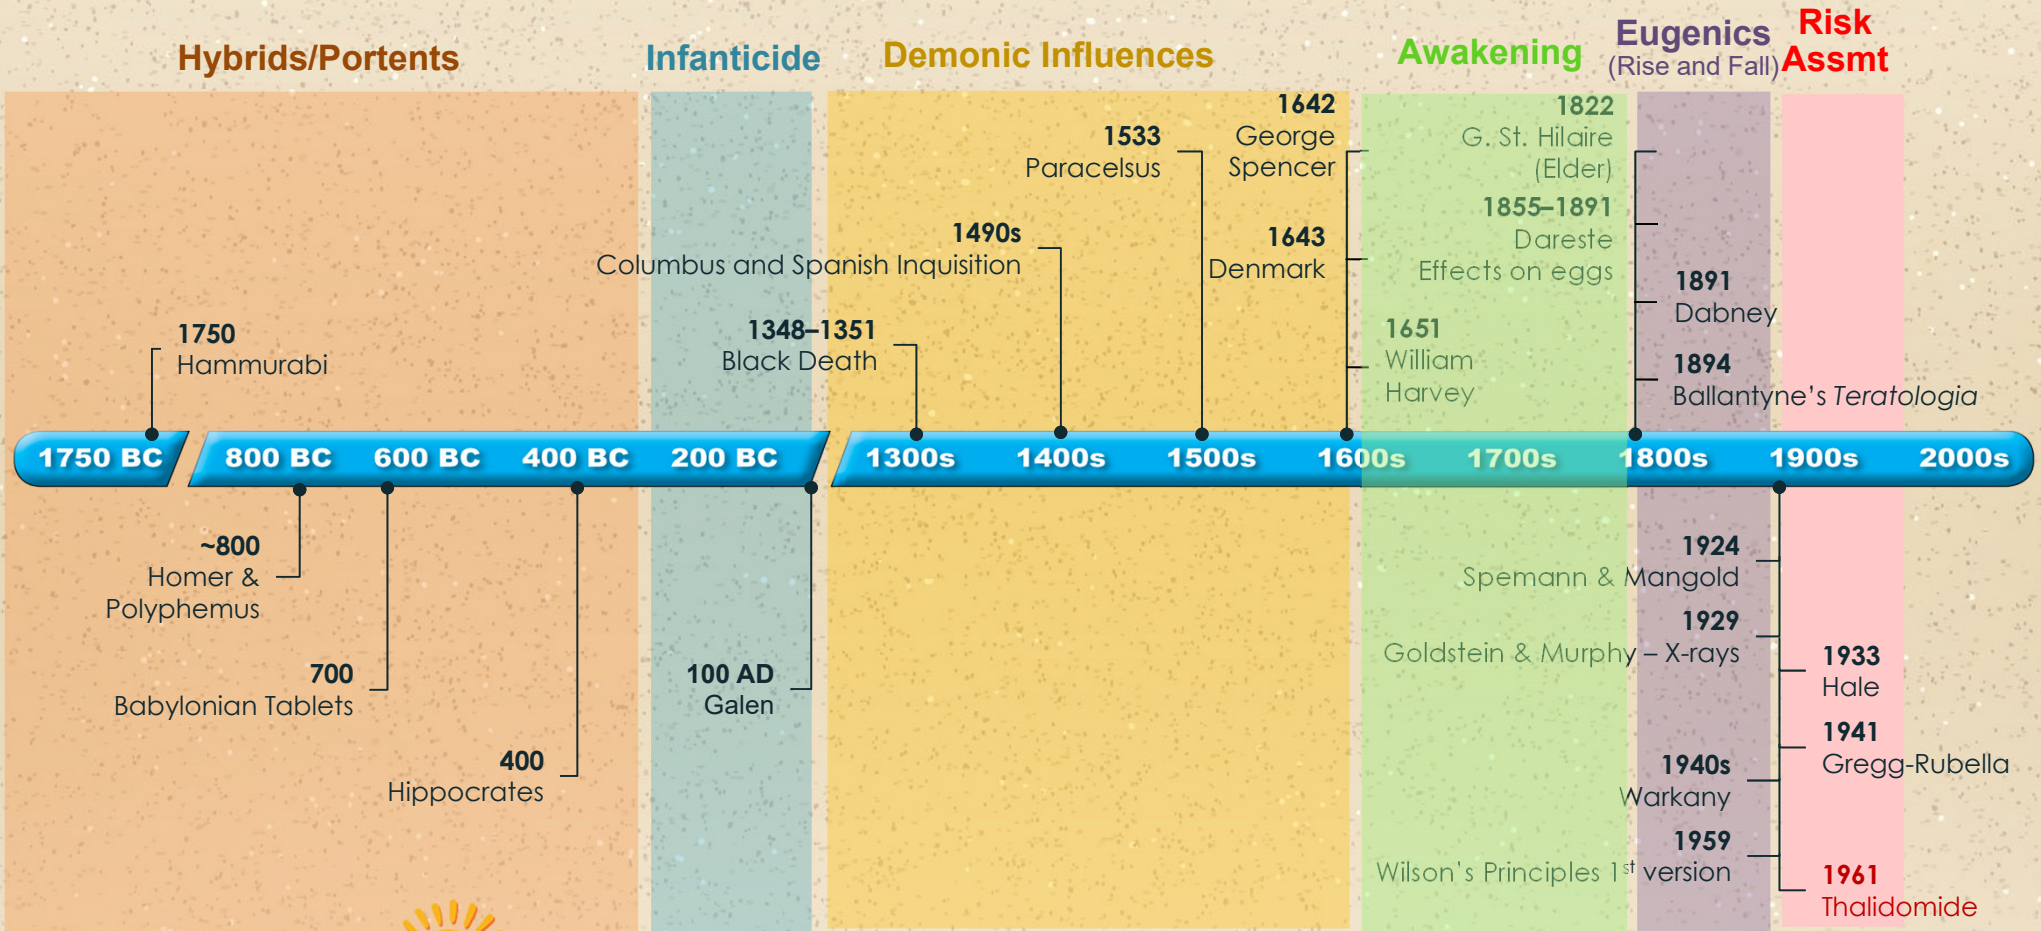 Hybrids/Portents
Infanticide
Demonic Influences
Awakening
Eugenics
(Rise and Fall)
Risk
Assmt
1642
George
Spencer
1533
Paracelsus
1822
G. St. Hilaire
(Elder)
1855–1891
Dareste
Effects on eggs
1490s
Columbus and Spanish Inquisition
1643
Denmark
1891
Dabney
1750
Hammurabi
1348–1351
Black Death
1651
William
Harvey
1894
Ballantyne’s Teratologia
1750 BC
800 BC
600 BC
400 BC
200 BC
1300s
1400s
1500s
1600s
1700s
1800s
1900s
2000s
~800
Homer &
Polyphemus
700
Babylonian Tablets
400
Hippocrates
100 AD
Galen
1924
Spemann & Mangold
1929
Goldstein & Murphy – X-rays
1933
Hale
1941
Gregg-Rubella
1940s
Warkany
1959
Wilson’s Principles 1st version
1961
Thalidomide